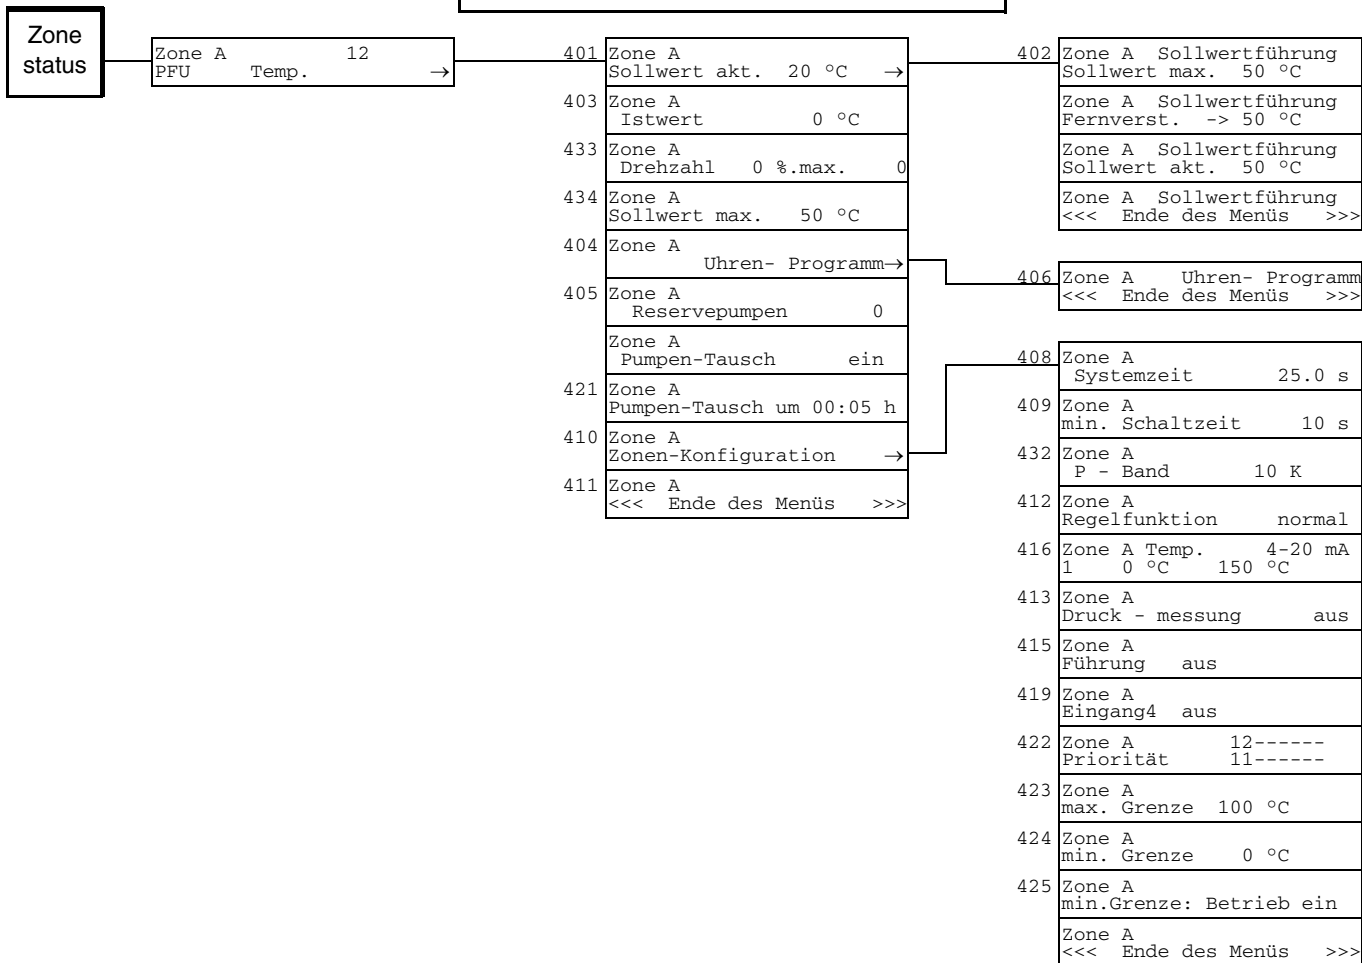 Zone
status
Zone A 12
PFU Temp. →
401 Zone A
Sollwert akt. 20 °C →
403 Zone A
Istwert 0 °C
433 Zone A
Drehzahl 0 %.max. 0
434 Zone A
Sollwert max. 50 °C
404 Zone A
Uhren- Programm→
405 Zone A
Reservepumpen 0
Zone A
Pumpen-Tausch ein
421 Zone A
Pumpen-Tausch um 00:05 h
410 Zone A
Zonen-Konfiguration →
411 Zone A
<<< Ende des Menüs >>>
402 Zone A Sollwertführung
Sollwert max. 50 °C
Zone A Sollwertführung
Fernverst. -> 50 °C
Zone A Sollwertführung
Sollwert akt. 50 °C
Zone A Sollwertführung
<<< Ende des Menüs >>>
406 Zone A Uhren- Programm
<<< Ende des Menüs >>>
408 Zone A
Systemzeit 25.0 s
409 Zone A
min. Schaltzeit 10 s
432 Zone A
P - Band 10 K
412 Zone A
Regelfunktion normal
416 Zone A Temp. 4-20 mA
1 0 °C 150 °C
413 Zone A
Druck - messung aus
415 Zone A
Führung aus
419 Zone A
Eingang4 aus
422 Zone A 12------
Priorität 11------
423 Zone A
max. Grenze 100 °C
424 Zone A
min. Grenze 0 °C
425 Zone A
min.Grenze: Betrieb ein
Zone A
<<< Ende des Menüs >>>